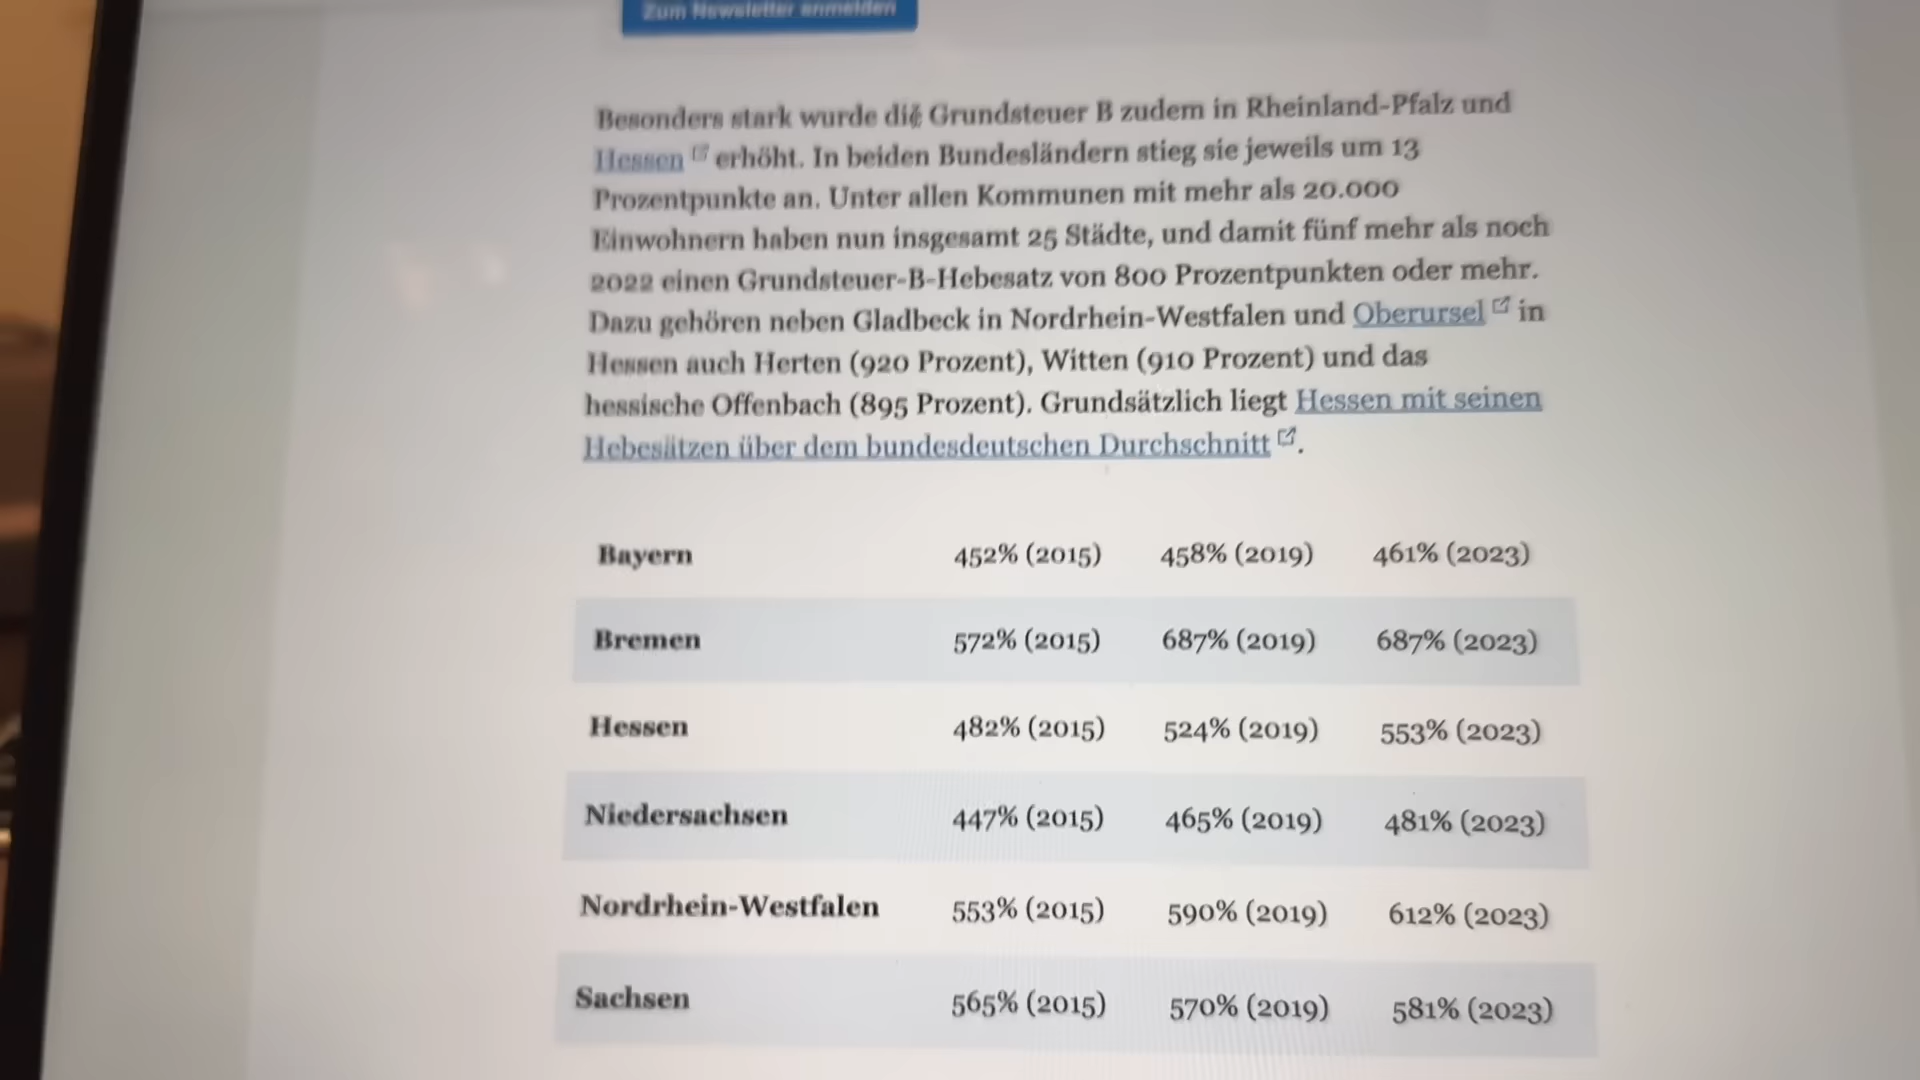 Zum Newsletter anmelden
Besonders stark wurde die Grundsteuer B zudem in Rheinland-Pfalz und
Hessen erhöht. In beiden Bundesländern stieg sie jeweils um 13
Prozentpunkte an. Unter allen Kommunen mit mehr als 20.000
Einwohnern haben nun insgesamt 25 Städte, und damit fünf mehr als noch
2022 einen Grundsteuer-B-Hebesatz von 800 Prozentpunkten oder mehr.
Dazu gehören neben Gladbeck in Nordrhein-Westfalen und Oberursel in
Hessen auch Herten (920 Prozent), Witten (910 Prozent) und das
hessische Offenbach (895 Prozent). Grundsätzlich liegt Hessen mit seinen
Hebesätzen über dem bundesdeutschen Durchschnitt.
Bayern 452% (2015) 458% (2019) 461% (2023)
Bremen 572% (2015) 687% (2019) 687% (2023)
Hessen 482% (2015) 524% (2019) 553% (2023)
Niedersachsen 447% (2015) 465% (2019) 481% (2023)
Nordrhein-Westfalen 553% (2015) 590% (2019) 612% (2023)
Sachsen 565% (2015) 570% (2019) 581% (2023)